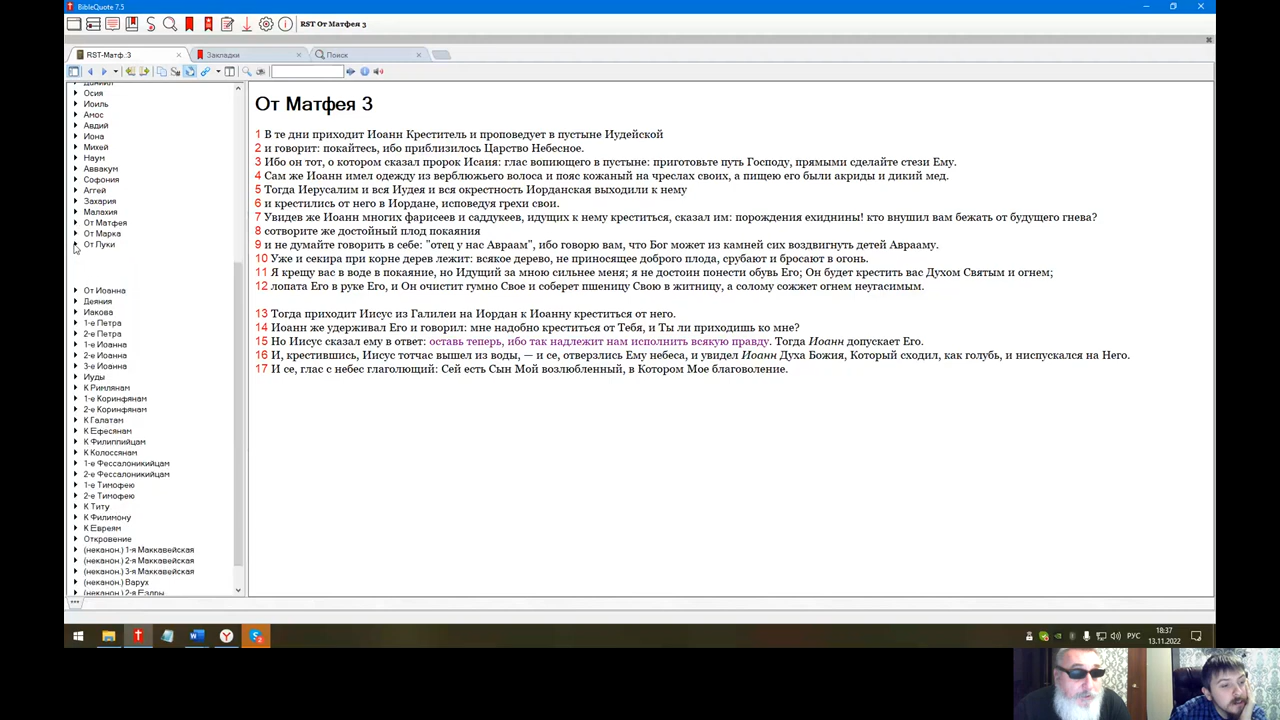 BibleQuote 7.5
RST От Матфея 3
RST-Матф.:3
Закладки
Поиск
Даниил
Осия
Иоиль
Амос
Авдий
Иона
Михей
Наум
Аввакум
Софония
Аггей
Захария
Малахия
От Матфея
От Марка
От Луки
От Иоанна
Деяния
Иакова
1-е Петра
2-е Петра
1-е Иоанна
2-е Иоанна
3-е Иоанна
Иуды
К Римлянам
1-е Коринфянам
2-е Коринфянам
К Галатам
К Ефесянам
К Филиппийцам
К Колоссянам
1-е Фессалоникийцам
2-е Фессалоникийцам
1-е Тимофею
2-е Тимофею
К Титу
К Филимону
К Евреям
Откровение
(неканон.) 1-я Маккавейская
(неканон.) 2-я Маккавейская
(неканон.) 3-я Маккавейская
(неканон.) Варух
(неканон.) 2-я Ездры
От Матфея 3
1 В те дни приходит Иоанн Креститель и проповедует в пустыне Иудейской
2 и говорит: покайтесь, ибо приблизилось Царство Небесное.
3 Ибо он тот, о котором сказал пророк Исаия: глас вопиющего в пустыне: приготовьте путь Господу, прямыми сделайте стези Ему.
4 Сам же Иоанн имел одежду из верблюжьего волоса и пояс кожаный на чреслах своих, а пищею его были акриды и дикий мед.
5 Тогда Иерусалим и вся Иудея и вся окрестность Иорданская выходили к нему
6 и крестились от него в Иордане, исповедуя грехи свои.
7 Увидев же Иоанн многих фарисеев и саддукеев, идущих к нему креститься, сказал им: порождения ехиднины! кто внушил вам бежать от будущего гнева?
8 сотворите же достойный плод покаяния
9 и не думайте говорить в себе: "отец у нас Авраам", ибо говорю вам, что Бог может из камней сих воздвигнуть детей Аврааму.
10 Уже и секира при корне дерев лежит: всякое дерево, не приносящее доброго плода, срубают и бросают в огонь.
11 Я крещу вас в воде в покаяние, но Идущий за мною сильнее меня; я не достоин понести обувь Его; Он будет крестить вас Духом Святым и огнем;
12 лопата Его в руке Его, и Он очистит гумно Свое и соберет пшеницу Свою в житницу, а солому сожжет огнем неугасимым.
13 Тогда приходит Иисус из Галилеи на Иордан к Иоанну креститься от него.
14 Иоанн же удерживал Его и говорил: мне надобно креститься от Тебя, и Ты ли приходишь ко мне?
15 Но Иисус сказал ему в ответ: оставь теперь, ибо так надлежит нам исполнить всякую правду. Тогда Иоанн допускает Его.
16 И, крестившись, Иисус тотчас вышел из воды, — и се, отверзлись Ему небеса, и увидел Иоанн Духа Божия, Который сходил, как голубь, и ниспускался на Него.
17 И се, глас с небес глаголющий: Сей есть Сын Мой возлюбленный, в Котором Мое благоволение.
РУС
18:37
13.11.2022